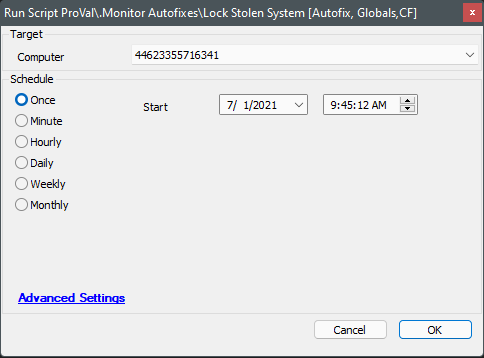 Run Script ProVal\.Monitor Autofixes\Lock Stolen System [Autofix, Globals,CF]
x
Target
Computer 44623355716341
Schedule
Once Start 7/ 1/2021 9:45:12 AM
Minute
Hourly
Daily
Weekly
Monthly
Advanced Settings
Cancel OK